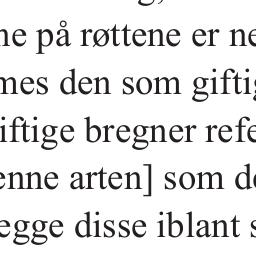 ne på røttene er ne
mes den som giftig
iftige bregner refe
enne arten] som de
egge disse iblant s